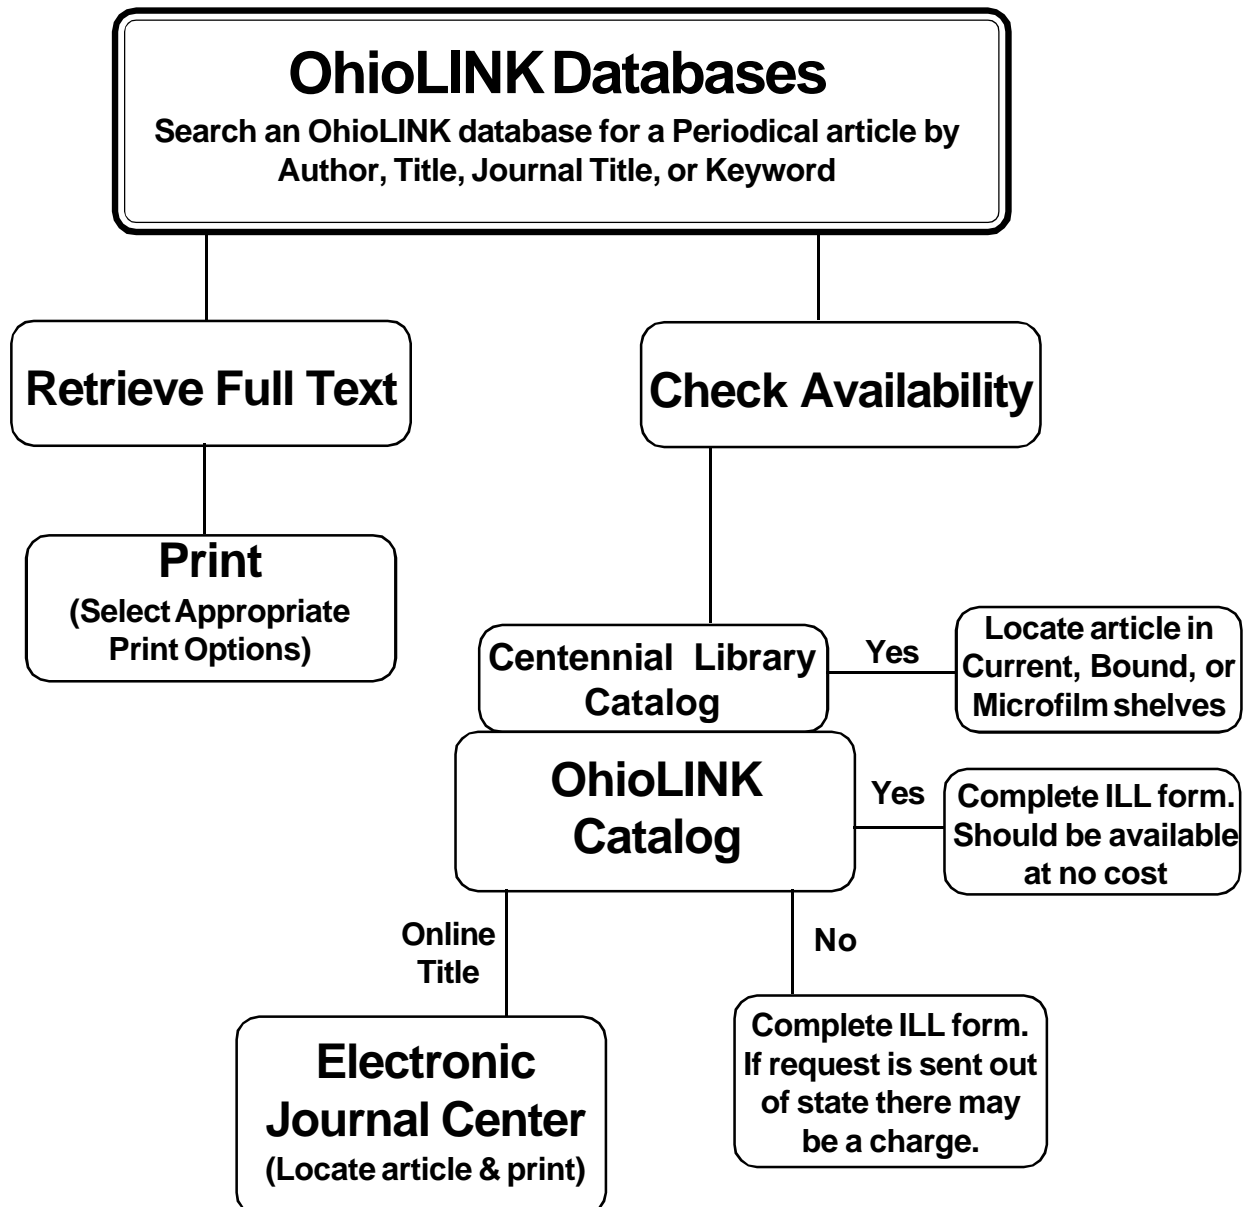 OhioLINK Databases
Search an OhioLINK database for a Periodical article by
Author, Title, Journal Title, or Keyword
Retrieve Full Text
Check Availability
Print
(Select Appropriate
Print Options)
Centennial Library
Catalog
Yes
Locate article in
Current, Bound, or
Microfilm shelves
OhioLINK
Catalog
Yes
Complete ILL form.
Should be available
at no cost
Online
Title
No
Electronic
Journal Center
(Locate article & print)
Complete ILL form.
If request is sent out
of state there may
be a charge.